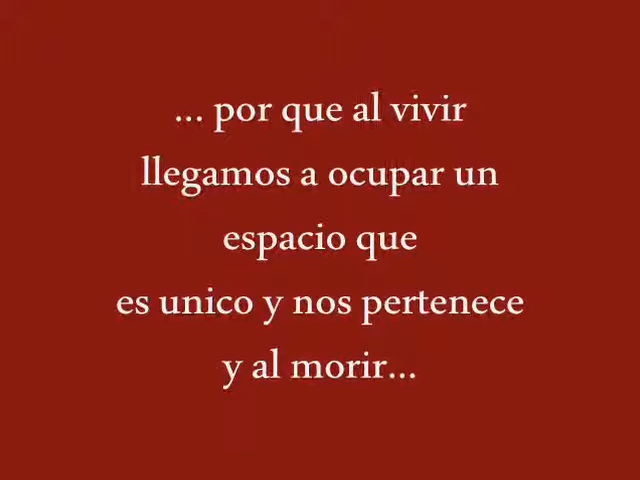 ... por que al vivir
llegamos a ocupar un
espacio que
es unico y nos pertenece
y al morir...